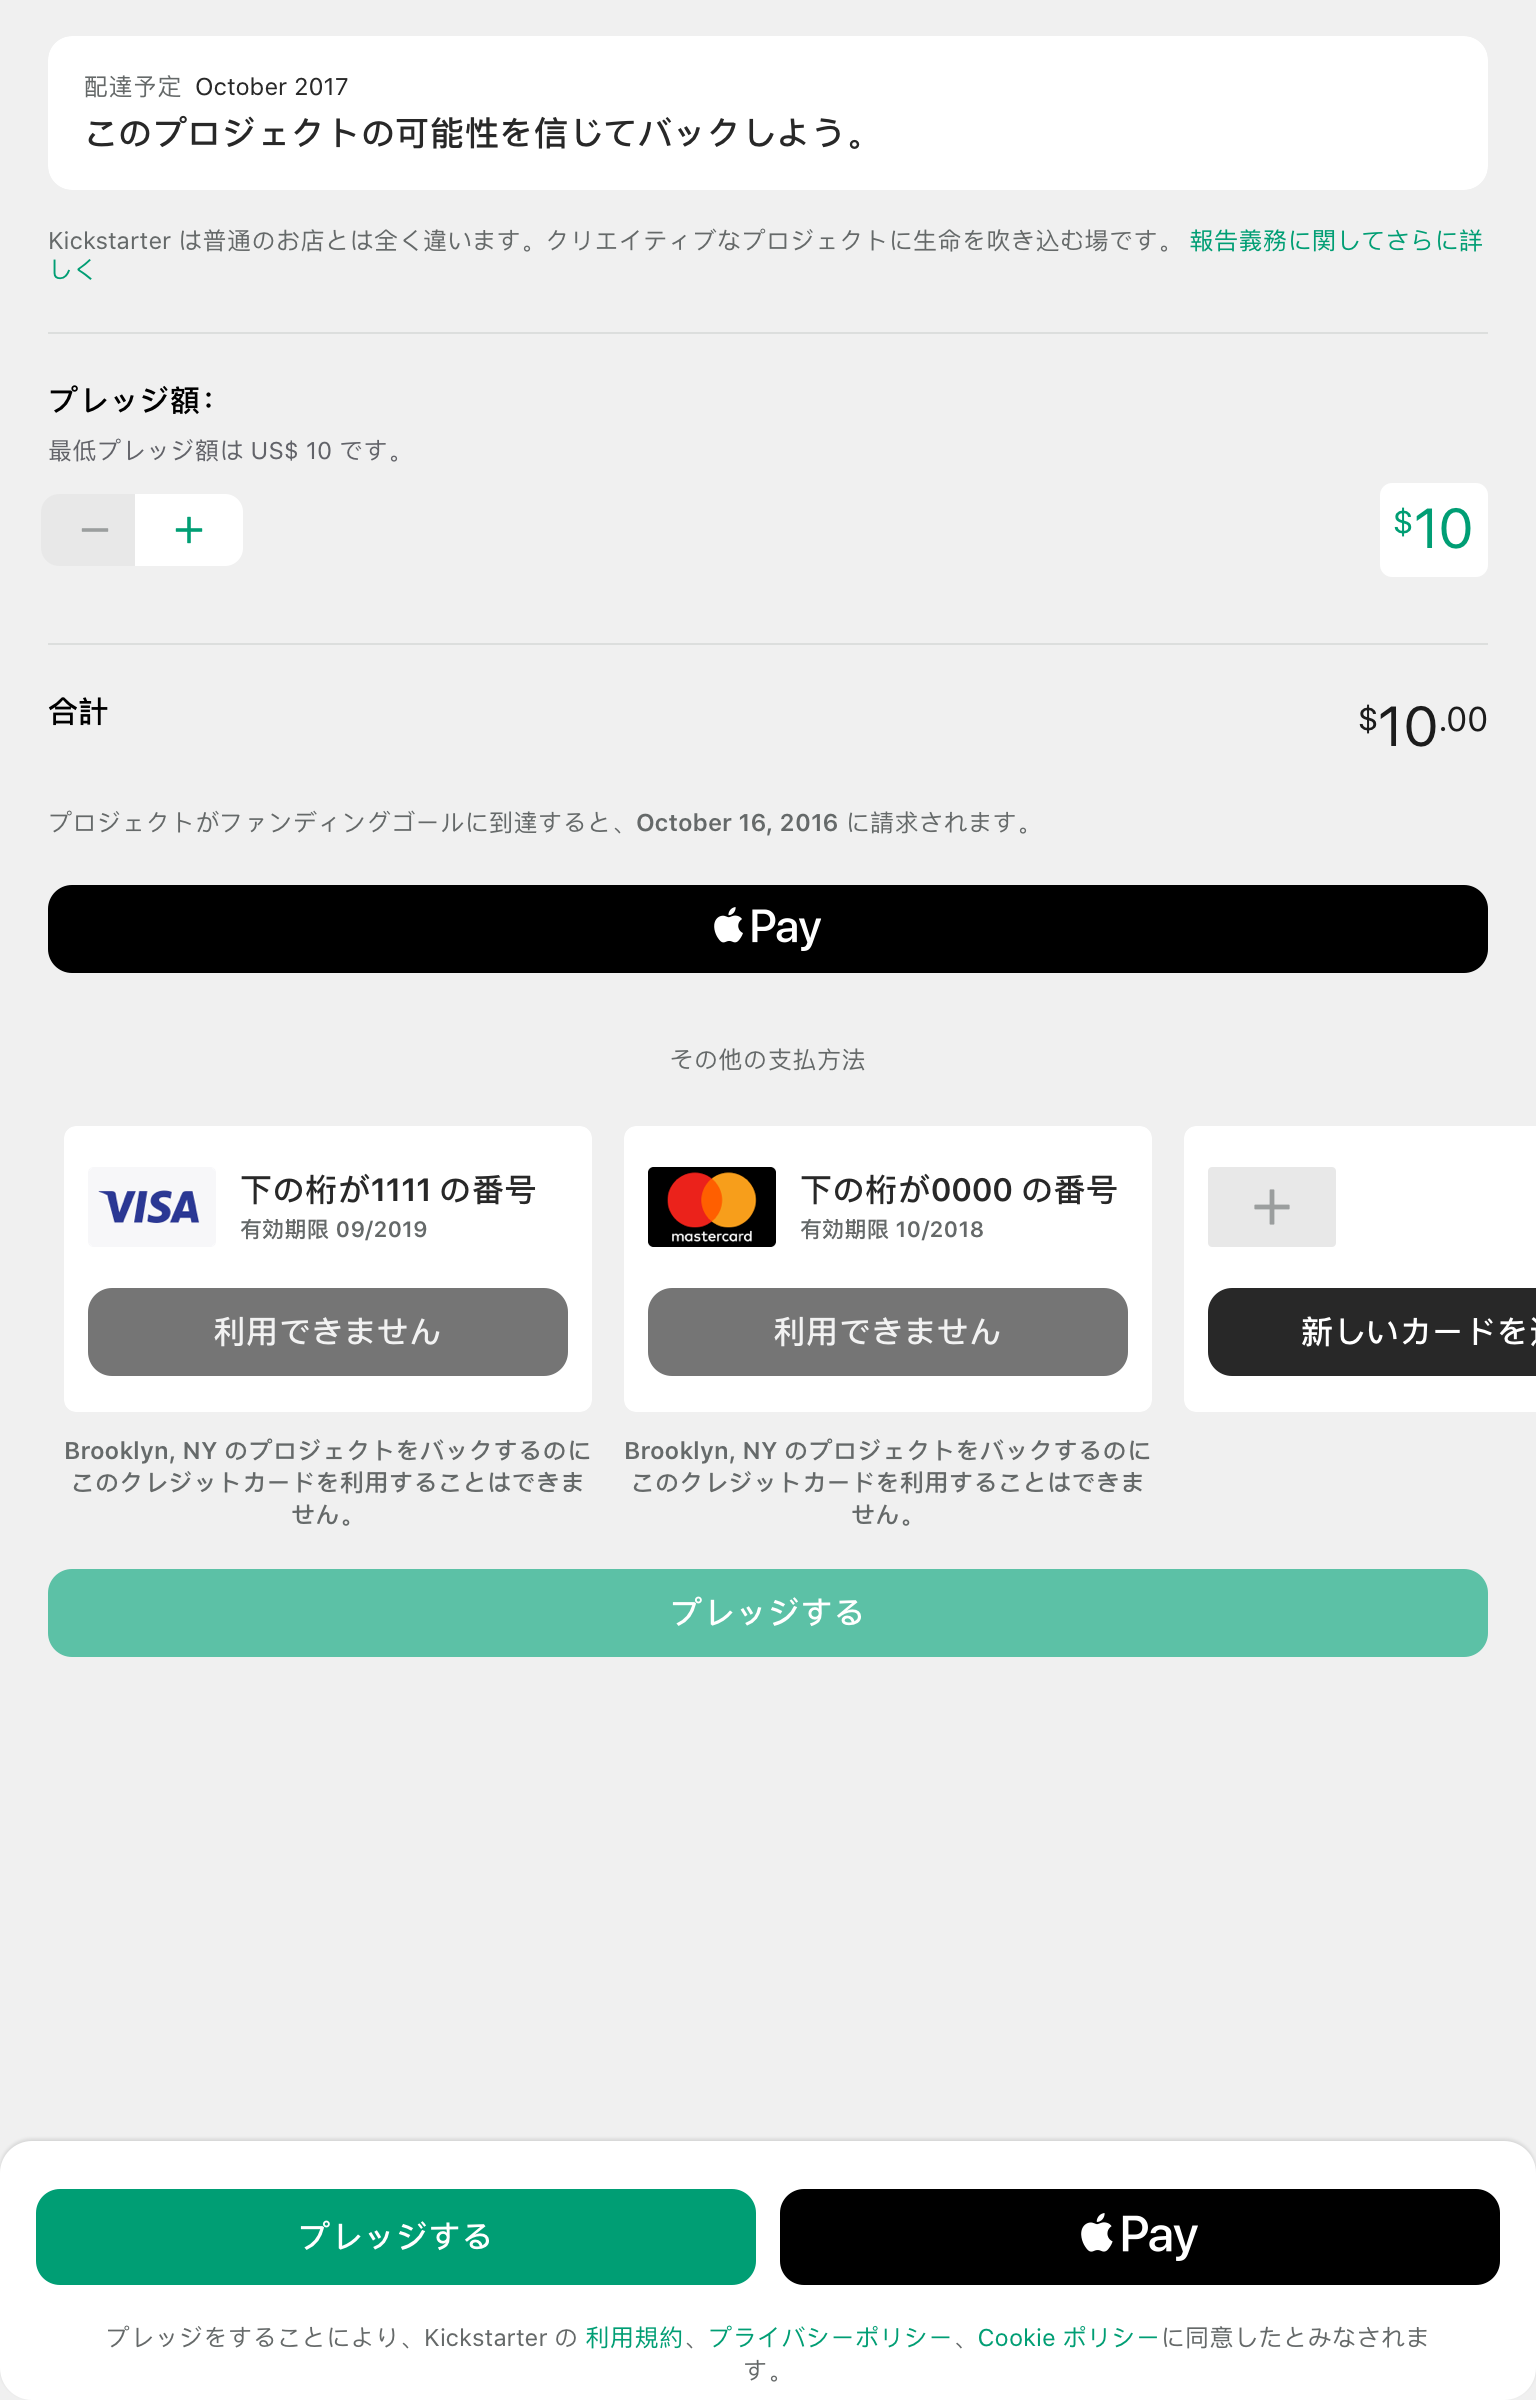 配達予定 October 2017
このプロジェクトの可能性を信じてバックしよう。
Kickstarter は普通のお店とは全く違います。クリエイティブなプロジェクトに生命を吹き込む場です。 報告義務に関してさらに詳
しく
プレッジ額：
最低プレッジ額は US$ 10 です。
$10
合計
$10.00
プロジェクトがファンディングゴールに到達すると、October 16, 2016 に請求されます。
Pay
その他の支払方法
VISA
下の桁が1111 の番号
有効期限 09/2019
利用できません
Brooklyn, NY のプロジェクトをバックするのに
このクレジットカードを利用することはできま
せん。
mastercard
下の桁が0000 の番号
有効期限 10/2018
利用できません
Brooklyn, NY のプロジェクトをバックするのに
このクレジットカードを利用することはできま
せん。
新しいカードを
プレッジする
プレッジする
Pay
プレッジをすることにより、Kickstarter の 利用規約、プライバシーポリシー、Cookie ポリシーに同意したとみなされま
す。